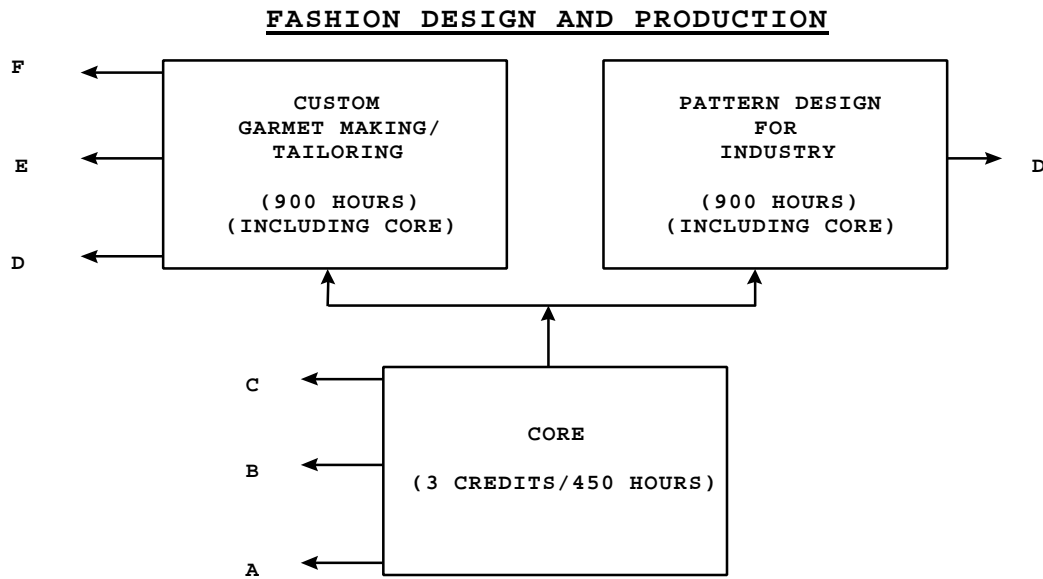 FASHION DESIGN AND PRODUCTION
F
E
D
CUSTOM
GARMET MAKING/
TAILORING
(900 HOURS)
(INCLUDING CORE)
PATTERN DESIGN
FOR
INDUSTRY
(900 HOURS)
(INCLUDING CORE)
D
C
B
A
CORE
(3 CREDITS/450 HOURS)